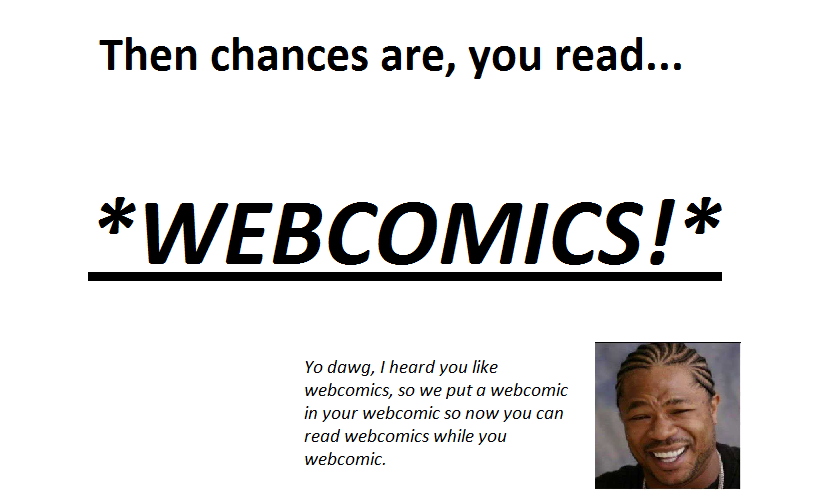 Then chances are, you read...
*WEBCOMICS!*
Yo dawg, I heard you like
webcomics, so we put a webcomic
in your webcomic so now you can
read webcomics while you
webcomic.